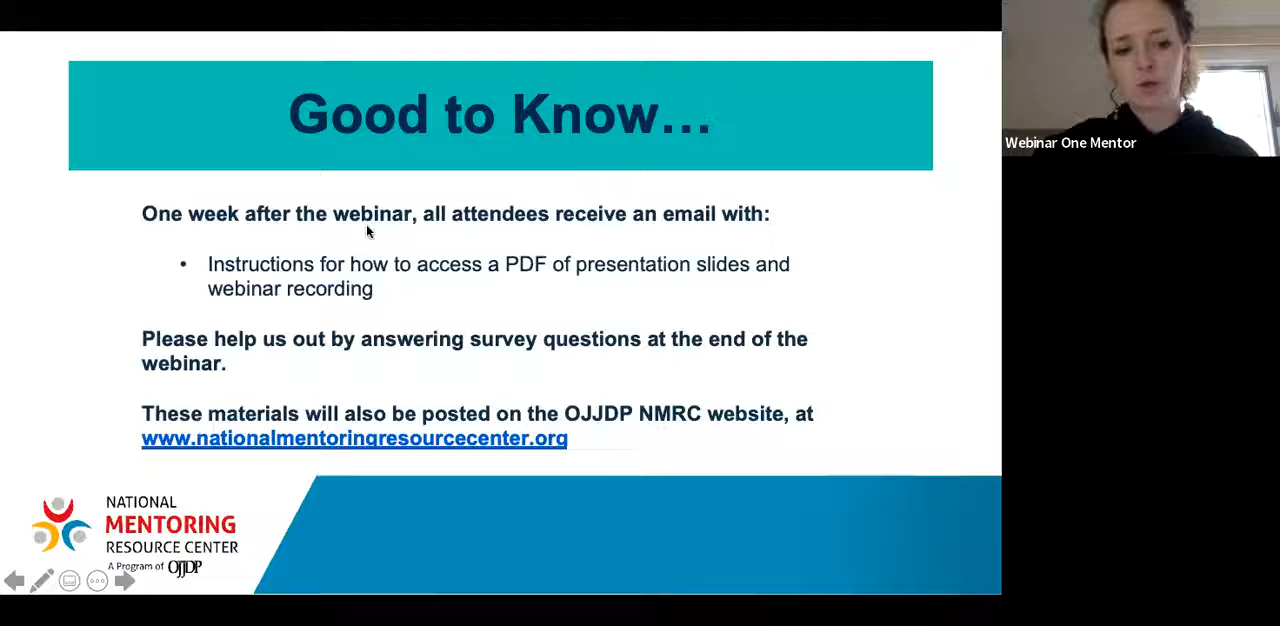 Good to Know...
One week after the webinar, all attendees receive an email with:
• Instructions for how to access a PDF of presentation slides and
webinar recording
Please help us out by answering survey questions at the end of the
webinar.
These materials will also be posted on the OJJDP NMRC website, at
www.nationalmentoringresourcecenter.org
NATIONAL
MENTORING
RESOURCE CENTER
A Program of OJJDP
Webinar One Mentor